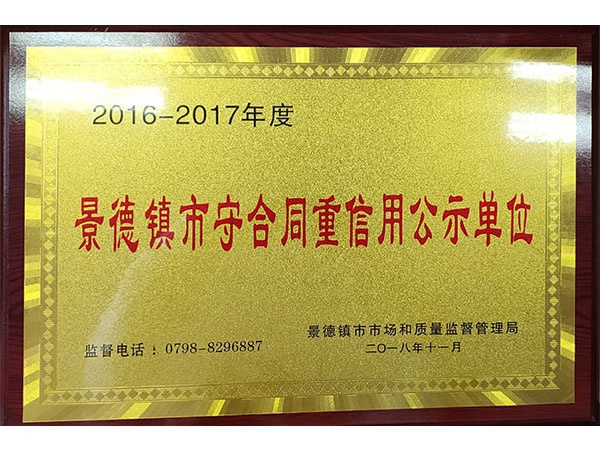 2016-2017年度
景德镇市守合同重信用公示单位
景德镇市市场和质量监督管理局
监督电话：0798-8296887
二〇一八年十一月